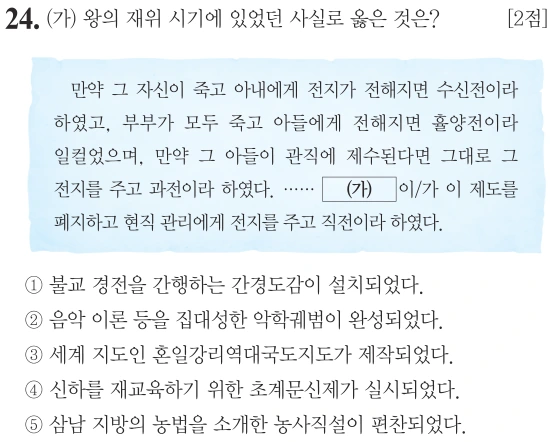 24. (가) 왕의 재위 시기에 있었던 사실로 옳은 것은? [2점]
만약 그 자신이 죽고 아내에게 전지가 전해지면 수신전이라
하였고, 부부가 모두 죽고 아들에게 전해지면 휼양전이라
일컬었으며, 만약 그 아들이 관직에 제수된다면 그대로 그
전지를 주고 과전이라 하였다. …… (가) 이/가 이 제도를
폐지하고 현직 관리에게 전지를 주고 직전이라 하였다.
① 불교 경전을 간행하는 간경도감이 설치되었다.
② 음악 이론 등을 집대성한 악학궤범이 완성되었다.
③ 세계 지도인 혼일강리역대국도지도가 제작되었다.
④ 신하를 재교육하기 위한 초계문신제가 실시되었다.
⑤ 삼남 지방의 농법을 소개한 농사직설이 편찬되었다.